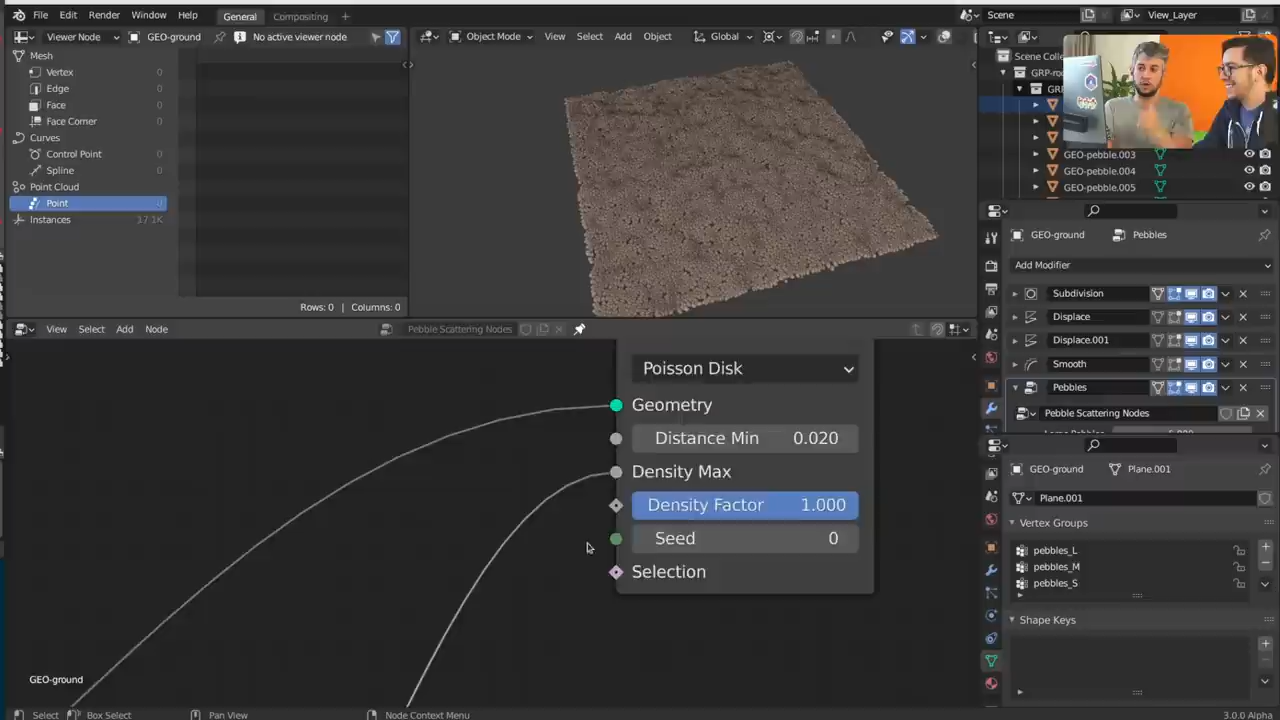 File Edit Render Window Help General Compositing + Scene View_Layer
Viewer Node GEO-ground No active viewer node Object Mode View Select Add Object Global
Mesh
Vertex 0
Edge 0
Face 0
Face Corner 0
Curves
Control Point 0
Spline 0
Point Cloud
Point 0
Instances 37.1K
Rows: 0 | Columns: 0
Scene Collec
GRP-ro
GEO-pebble.003
GEO-pebble.004
GEO-pebble.005
GEO-ground Pebbles
Add Modifier
Subdivision
Displace
Displace.001
Smooth
Pebbles
Pebble Scattering Nodes
View Select Add Node Pebble Scattering Nodes
Poisson Disk
Geometry
Distance Min 0.020
Density Max
Density Factor 1.000
Seed 0
Selection
GEO-ground
GEO-ground Plane.001
Plane.001
Vertex Groups
pebbles_L
pebbles_M
pebbles_S
Shape Keys
Select Box Select Pan View Node Context Menu 3.0.0 Alpha